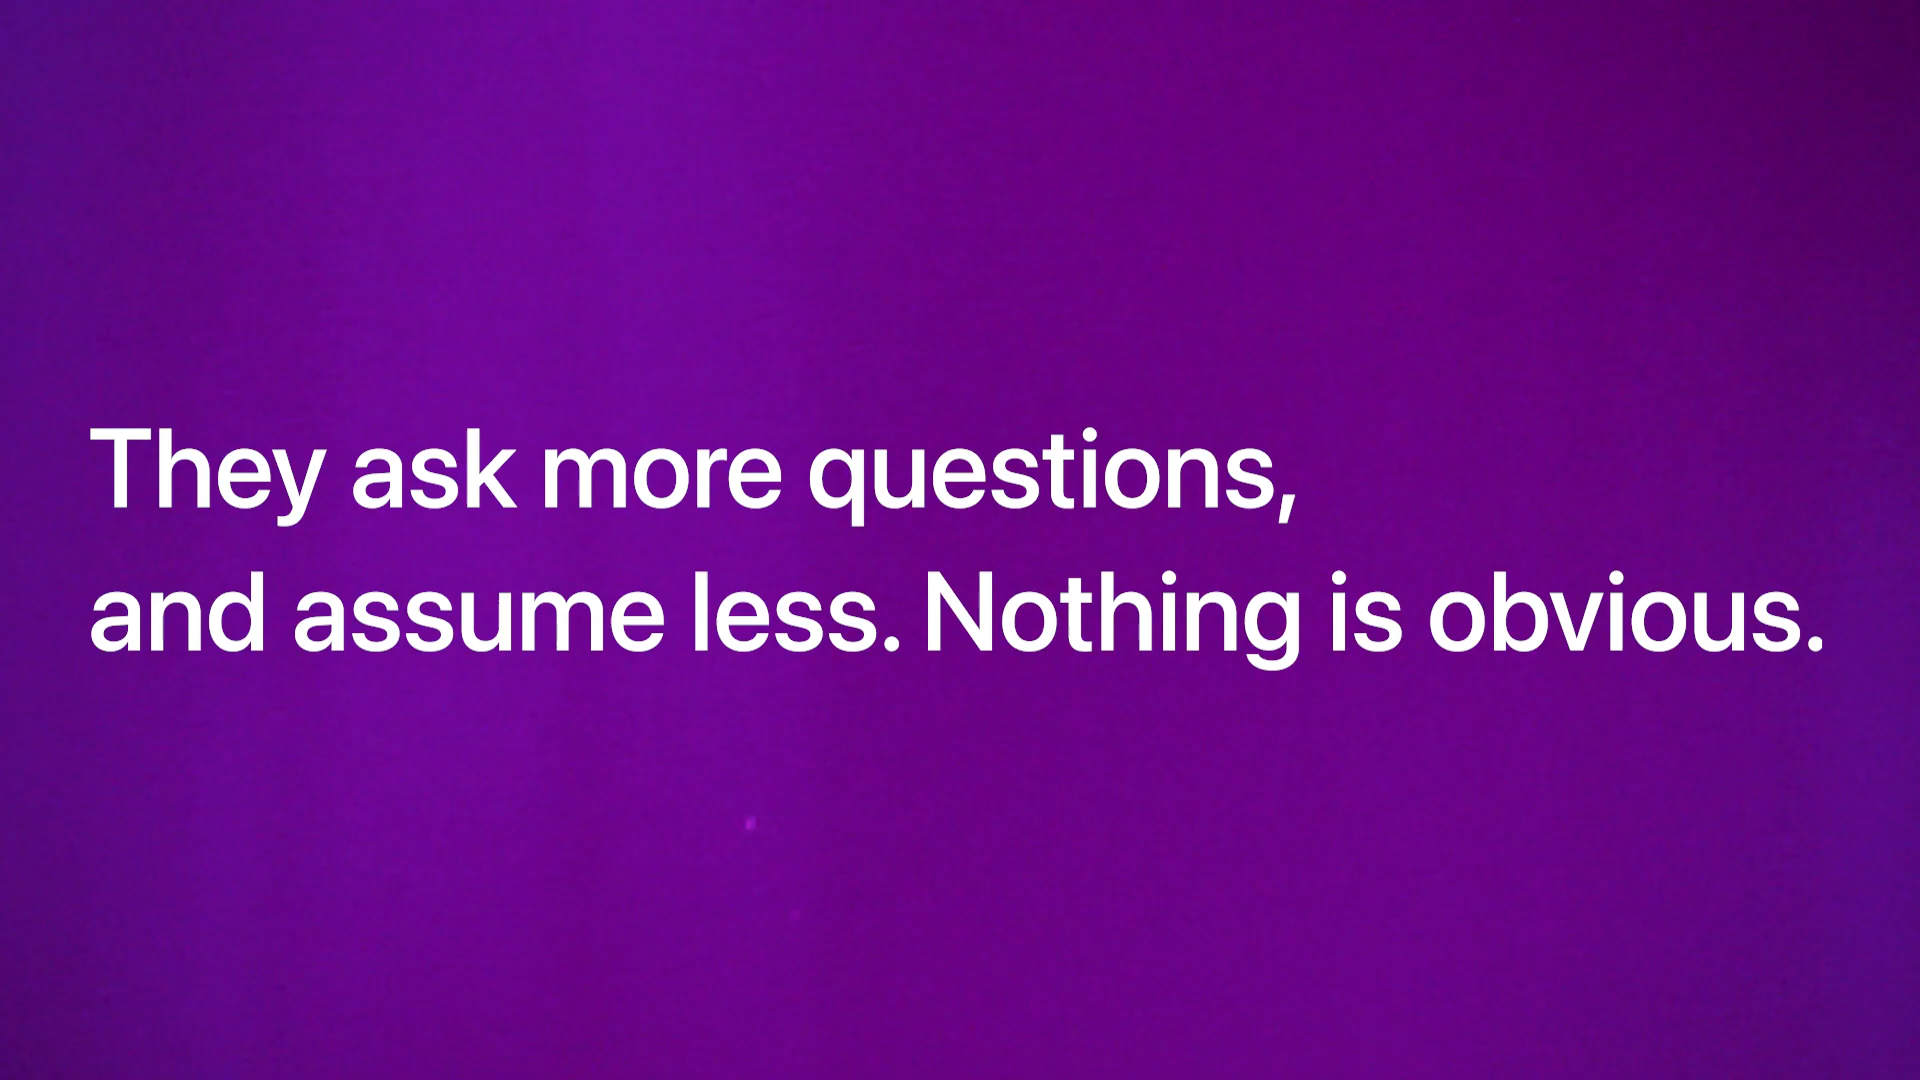 They ask more questions,
and assume less. Nothing is obvious.